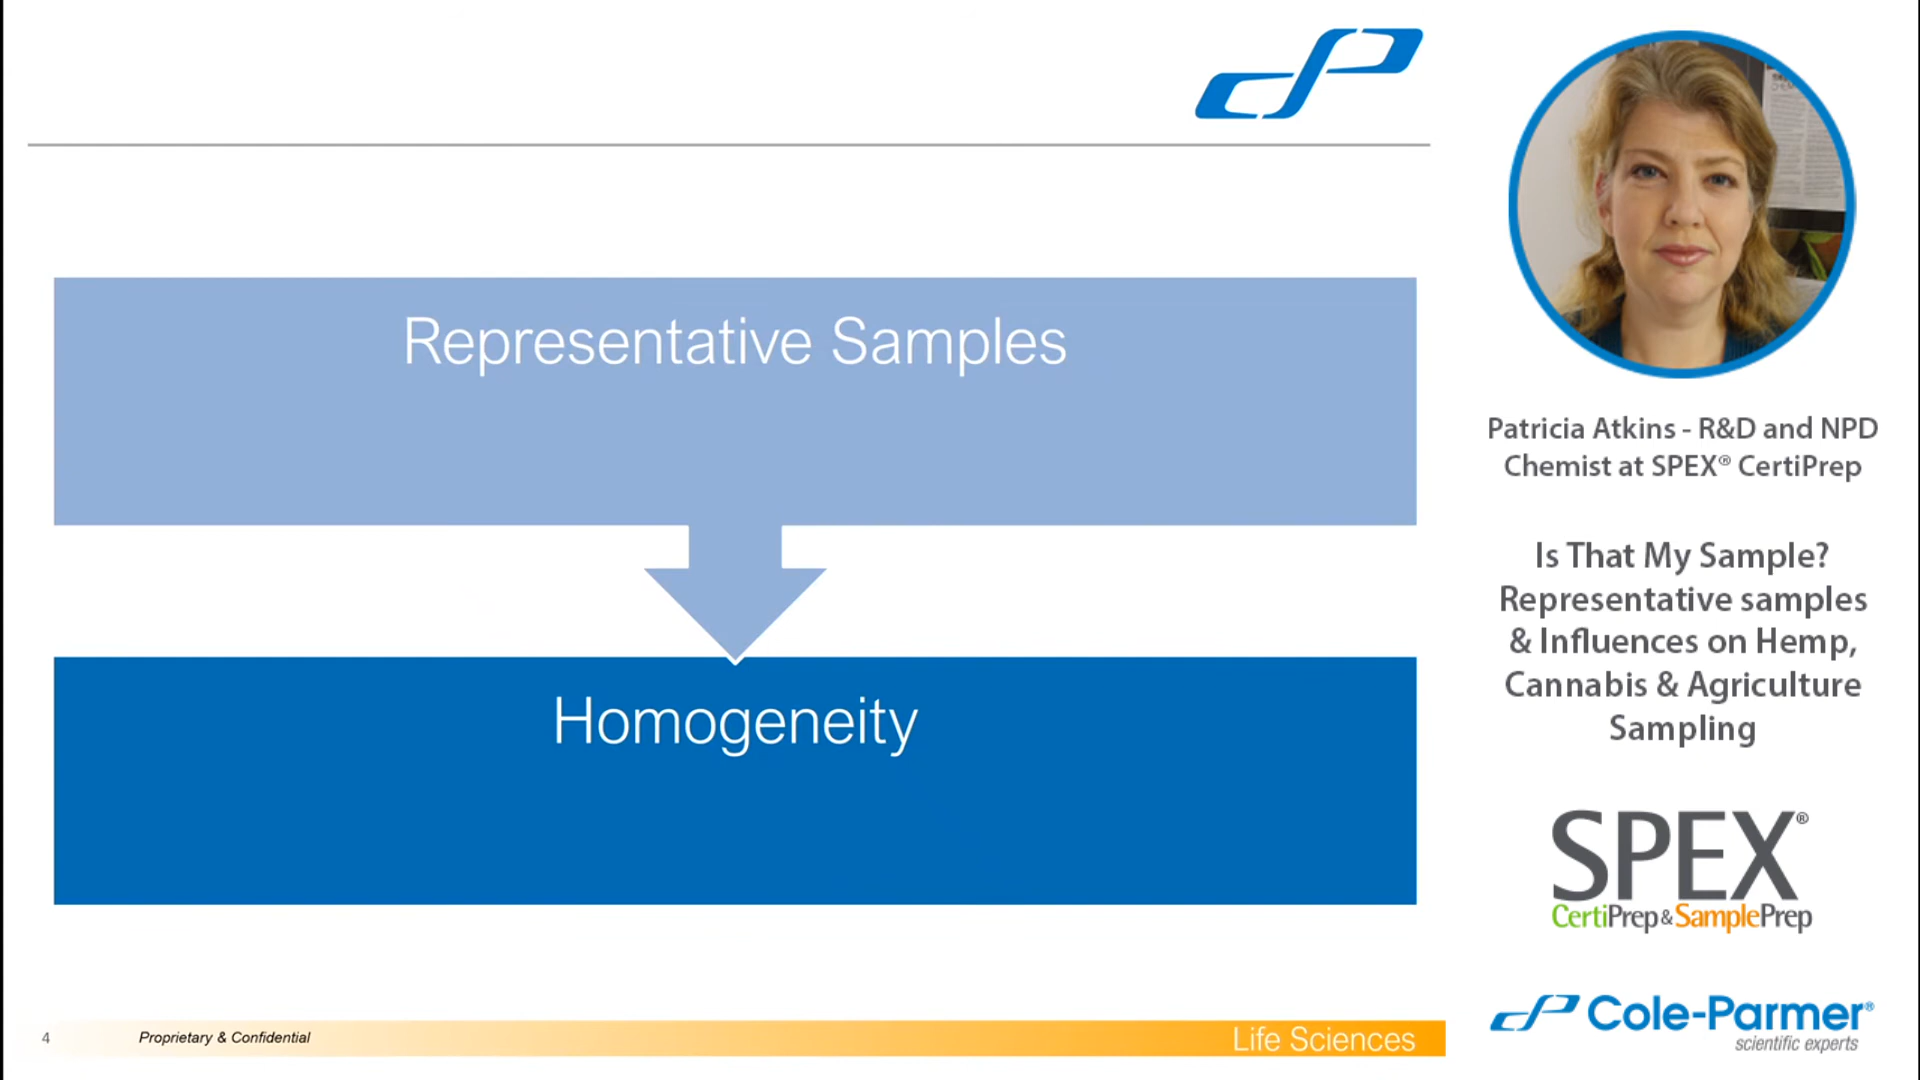 Representative Samples
Homogeneity
4
Proprietary & Confidential
Life Sciences
Patricia Atkins - R&D and NPD
Chemist at SPEX® CertiPrep
Is That My Sample?
Representative samples
& Influences on Hemp,
Cannabis & Agriculture
Sampling
SPEX®
CertiPrep & SamplePrep
Cole-Parmer®
scientific experts